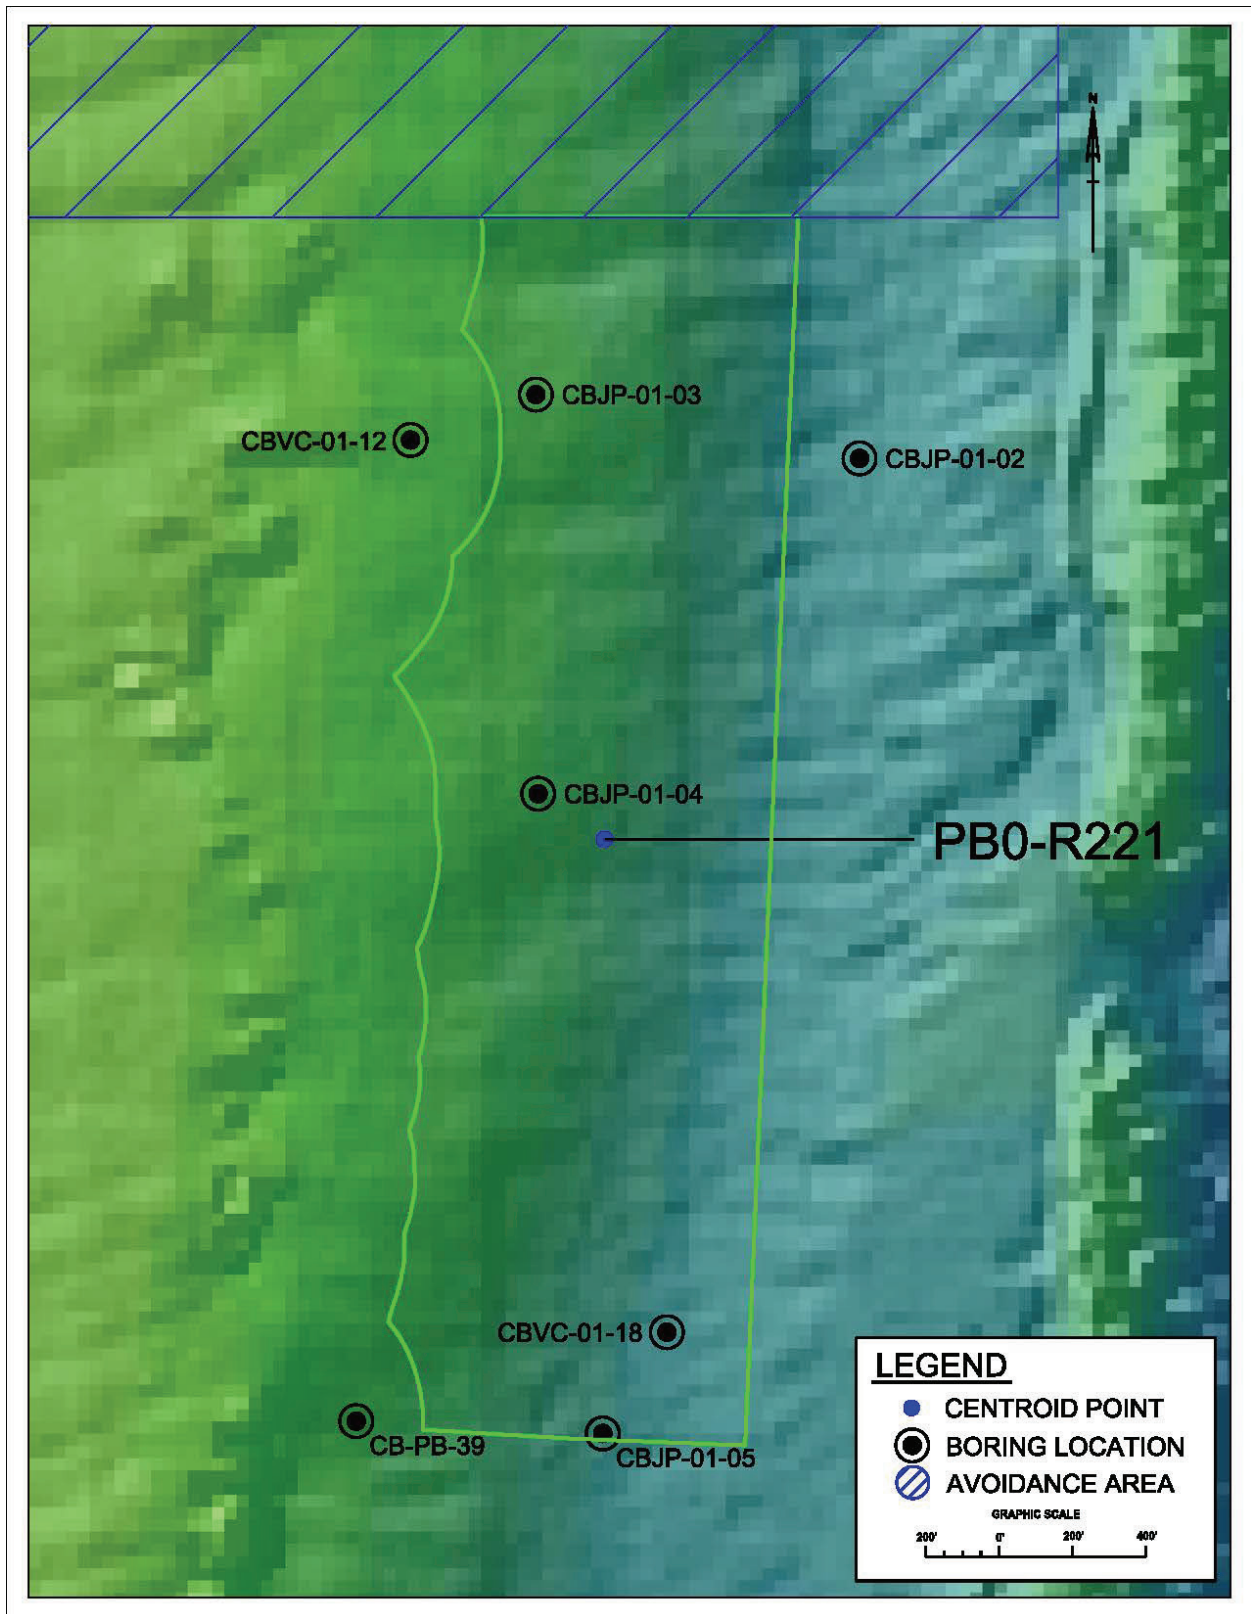 N
CBJP-01-03
CBVC-01-12
CBJP-01-02
CBJP-01-04
PB0-R221
CBVC-01-18
CB-PB-39
CBJP-01-05
LEGEND
CENTROID POINT
BORING LOCATION
AVOIDANCE AREA
GRAPHIC SCALE
200' 0' 200' 400'